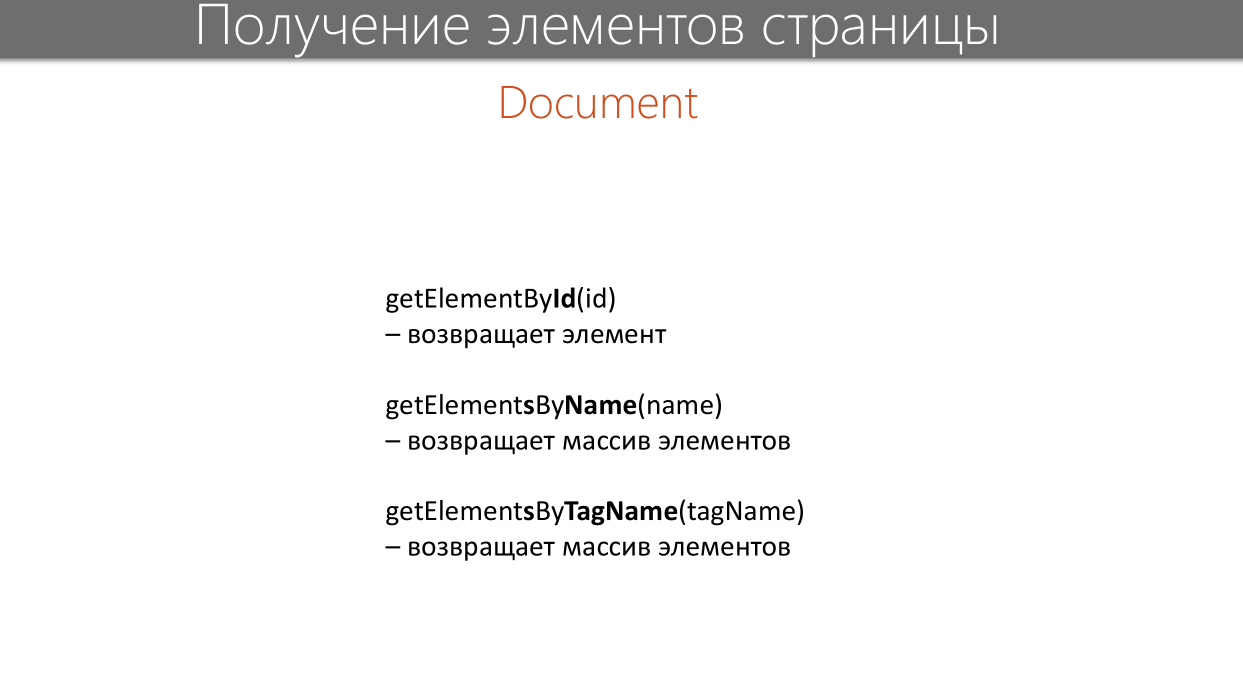 Получение элементов страницы
Document
getElementById(id)
– возвращает элемент
getElementsByName(name)
– возвращает массив элементов
getElementsByTagName(tagName)
– возвращает массив элементов